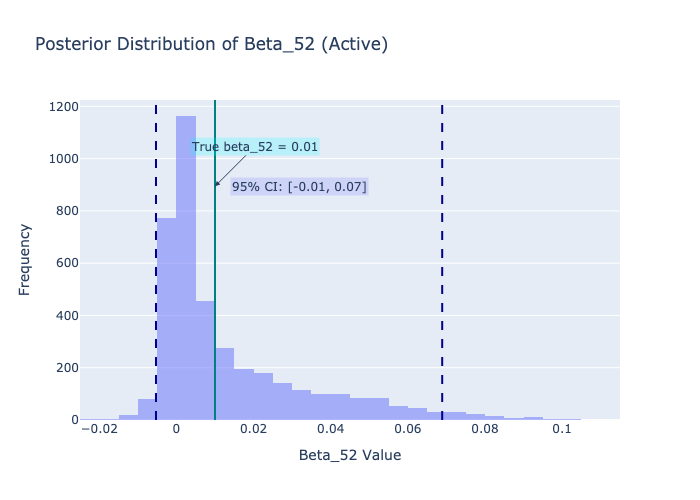 Posterior Distribution of Beta_52 (Active)
1200
1000
800
600
400
200
0
Frequency
True beta_52 = 0.01
95% CI: [-0.01, 0.07]
−0.02
0
0.02
0.04
0.06
0.08
0.1
Beta_52 Value